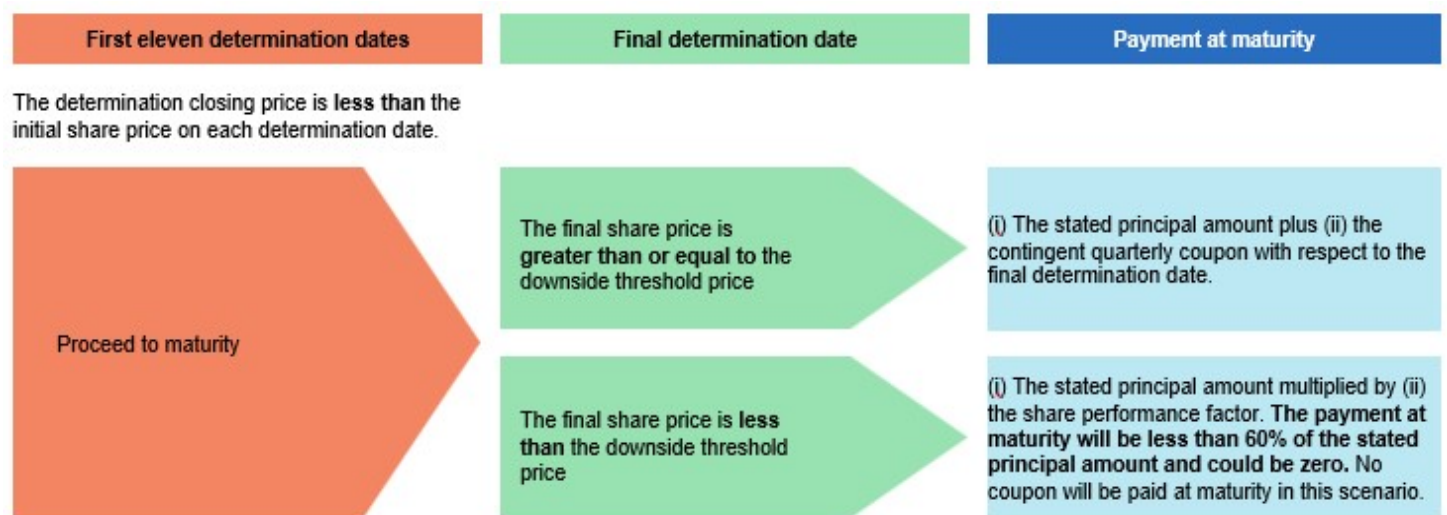 First eleven determination dates
Final determination date
Payment at maturity
The determination closing price is less than the
initial share price on each determination date.
Proceed to maturity
The final share price is
greater than or equal to the
downside threshold price
(i) The stated principal amount plus (ii) the
contingent quarterly coupon with respect to the
final determination date.
The final share price is less
than the downside threshold
price
(i) The stated principal amount multiplied by (ii)
the share performance factor. The payment at
maturity will be less than 60% of the stated
principal amount and could be zero. No
coupon will be paid at maturity in this scenario.